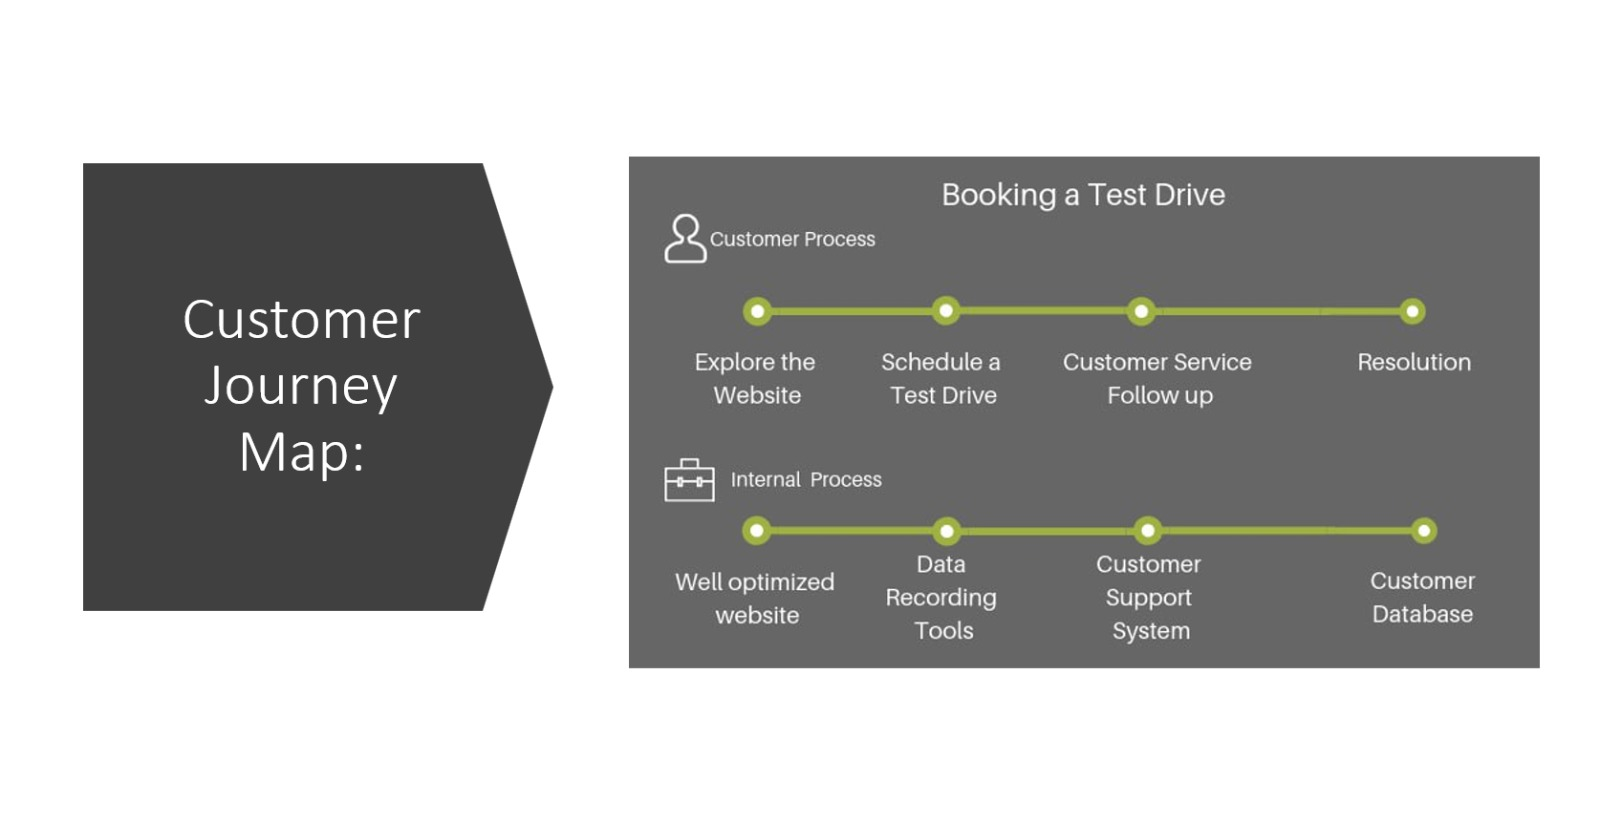 Customer
Journey
Map:
Booking a Test Drive
Customer Process
Explore the
Website
Schedule a
Test Drive
Customer Service
Follow up
Resolution
Internal Process
Well optimized
website
Data
Recording
Tools
Customer
Support
System
Customer
Database